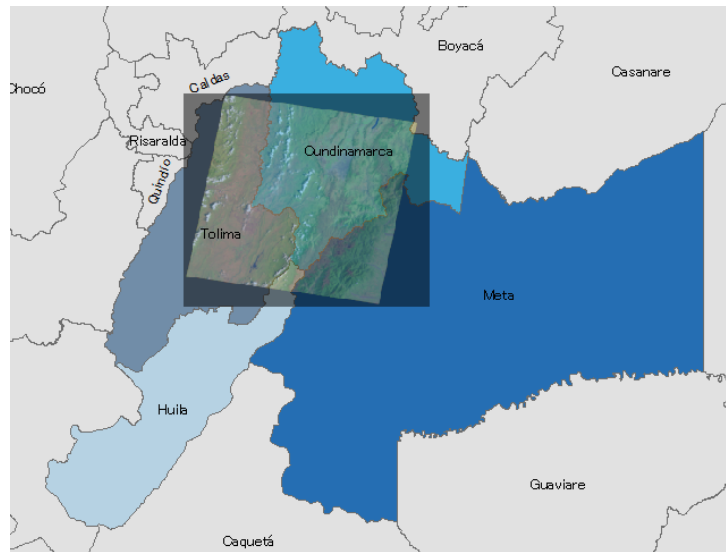 Boyacá
Casanare
Chocó
Caldas
Risaralda
Cundinamarca
Quindío
Tolima
Meta
Huila
Guaviare
Caquetá